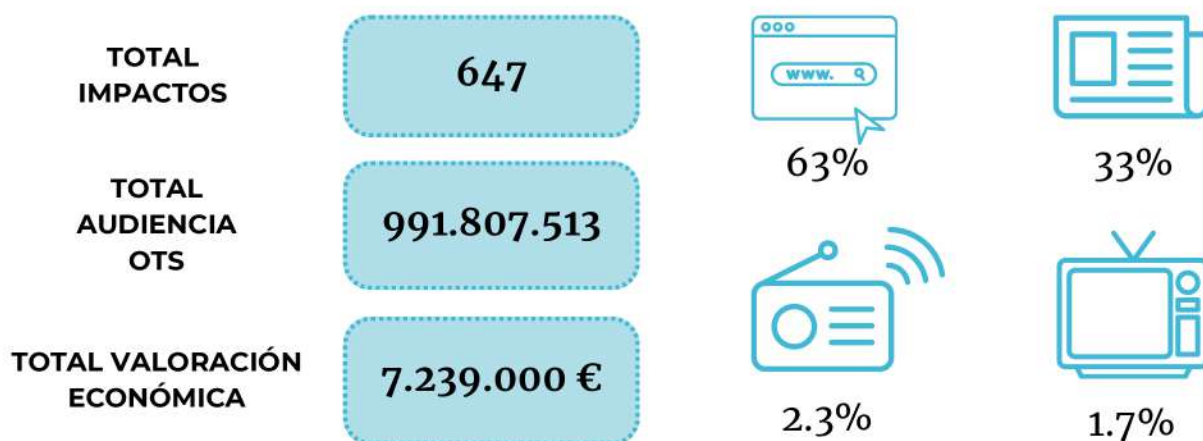 TOTAL
IMPACTOS
647
www.
63%
33%
TOTAL
AUDIENCIA
OTS
991.807.513
TOTAL VALORACIÓN
ECONÓMICA
7.239.000 €
2.3%
1.7%